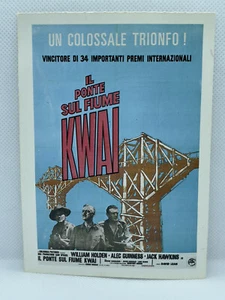 UN COLOSSALE TRIONFO !
VINCITORE DI 34 IMPORTANTI PREMI INTERNAZIONALI
IL
PONTE
SUL FIUME
KWAI
WILLIAM HOLDEN · ALEC GUINNESS · JACK HAWKINS
IL PONTE SUL FIUME KWAI